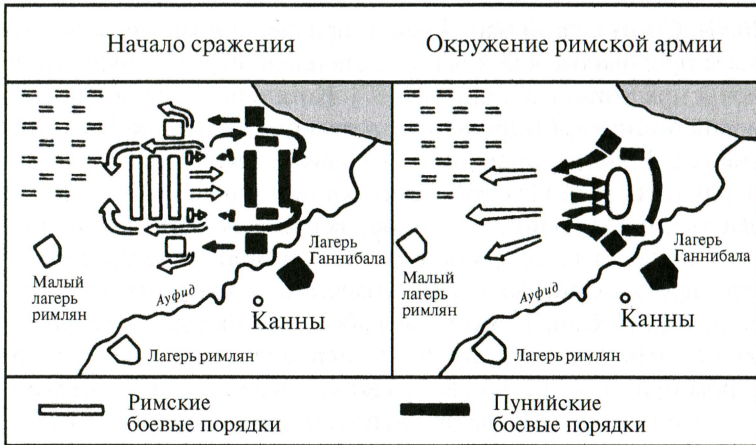 Начало сражения
Окружение римской армии
Малый
лагерь
римлян
Ауфид
Лагерь
Ганнибала
Канны
Лагерь римлян
Малый
лагерь
римлян
Ауфид
Лагерь
Ганнибала
Канны
Лагерь римлян
Римские
боевые порядки
Пунийские
боевые порядки